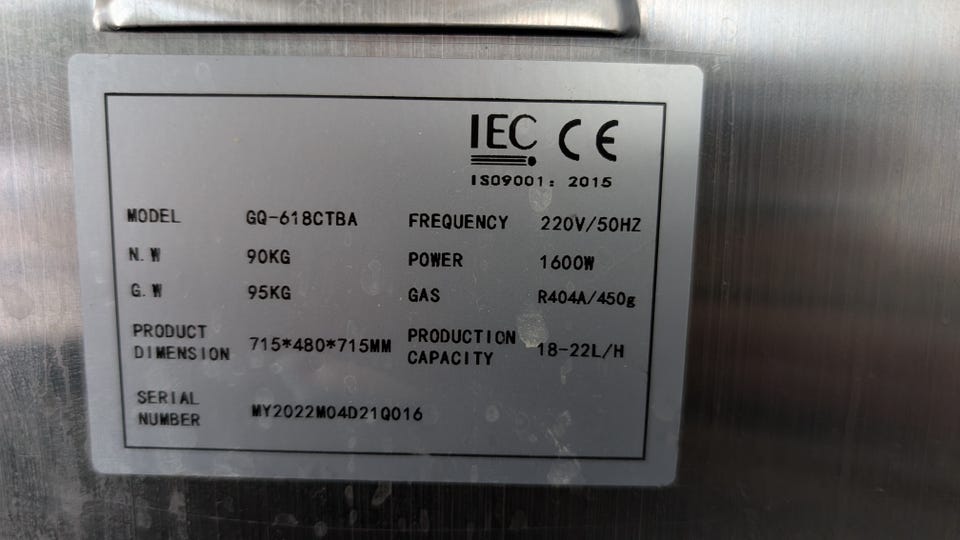 IEC CE
ISO9001: 2015
MODEL GQ-618CTBA FREQUENCY 220V/50HZ
N.W 90KG POWER 1600W
G.W 95KG GAS R404A/450g
PRODUCT DIMENSION 715*480*715MM PRODUCTION CAPACITY 18-22L/H
SERIAL NUMBER MY2022M04D21Q016